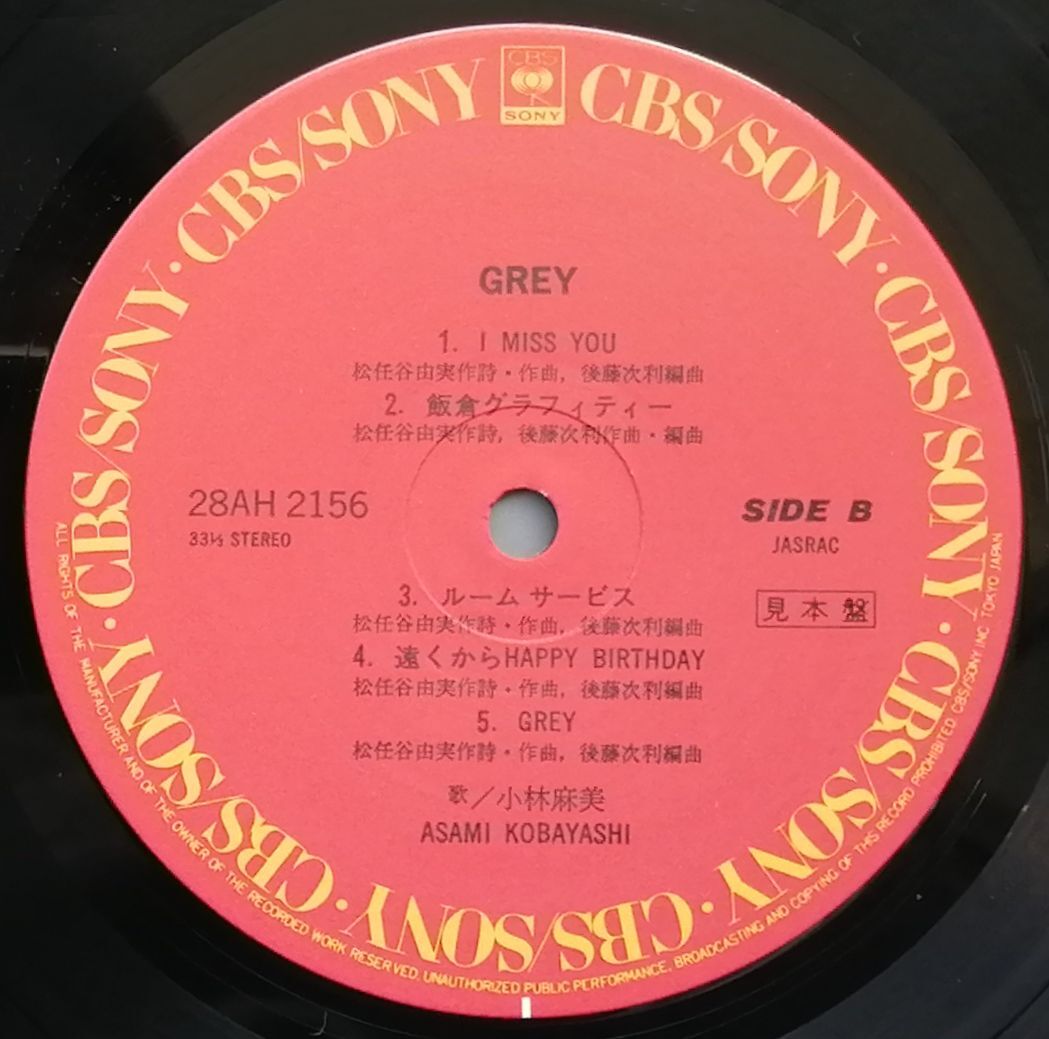 CBS
SONY
CBS/SONY · CBS/SONY · CBS/SONY · CBS/SONY · CBS/SONY · CBS/SONY · CBS/SONY · CBS/SONY
GREY
1. I MISS YOU
松任谷由実作詩・作曲, 後藤次利編曲
2. 飯倉グラフィティー
松任谷由実作詩, 後藤次利作曲・編曲
28AH 2156
33⅓ STEREO
SIDE B
JASRAC
見本盤
3. ルームサービス
松任谷由実作詩・作曲, 後藤次利編曲
4. 遠くからHAPPY BIRTHDAY
松任谷由実作詩・作曲, 後藤次利編曲
5. GREY
松任谷由実作詩・作曲, 後藤次利編曲
歌／小林麻美
ASAMI KOBAYASHI
ALL RIGHTS OF THE MANUFACTURER AND OF THE OWNER OF THE RECORDED WORK RESERVED. UNAUTHORIZED PUBLIC PERFORMANCE, BROADCASTING AND COPYING OF THIS RECORD PROHIBITED. CBS/SONY INC. TOKYO JAPAN